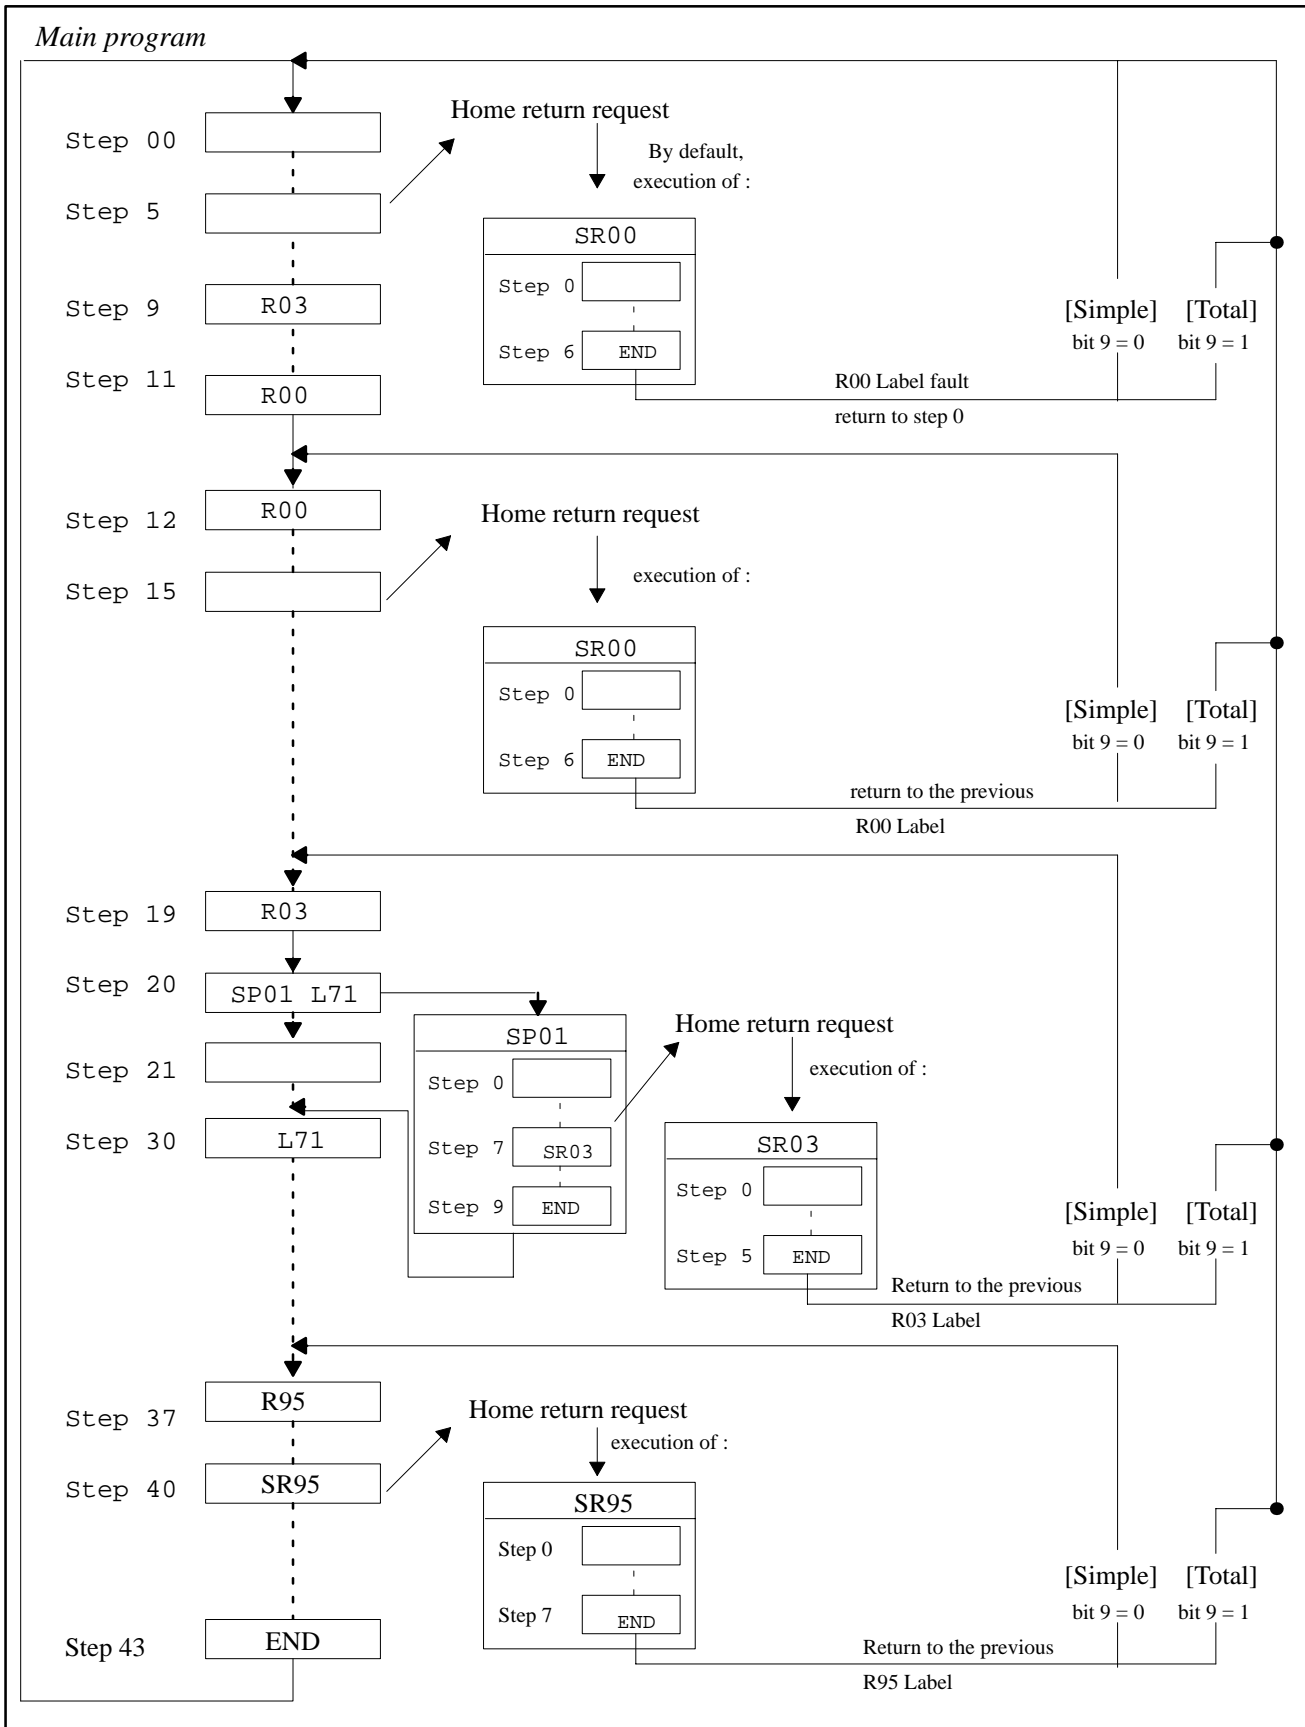 Main program
Home return request
Step 00
By default,
execution of :
Step 5
SR00
Step 0
Step 9
R03
[Simple] [Total]
bit 9 = 0 bit 9 = 1
Step 6
END
Step 11
R00
R00 Label fault
return to step 0
Step 12
R00
Home return request
Step 15
execution of :
SR00
Step 0
[Simple] [Total]
bit 9 = 0 bit 9 = 1
Step 6
END
return to the previous
R00 Label
Step 19
R03
Step 20
SP01 L71
Home return request
SP01
Step 21
Step 0
execution of :
Step 30
L71
Step 7
SR03
SR03
Step 0
Step 9
END
[Simple] [Total]
bit 9 = 0 bit 9 = 1
Step 5
END
Return to the previous
R03 Label
Step 37
R95
Home return request
execution of :
Step 40
SR95
SR95
Step 0
[Simple] [Total]
bit 9 = 0 bit 9 = 1
Step 7
END
Step 43
END
Return to the previous
R95 Label